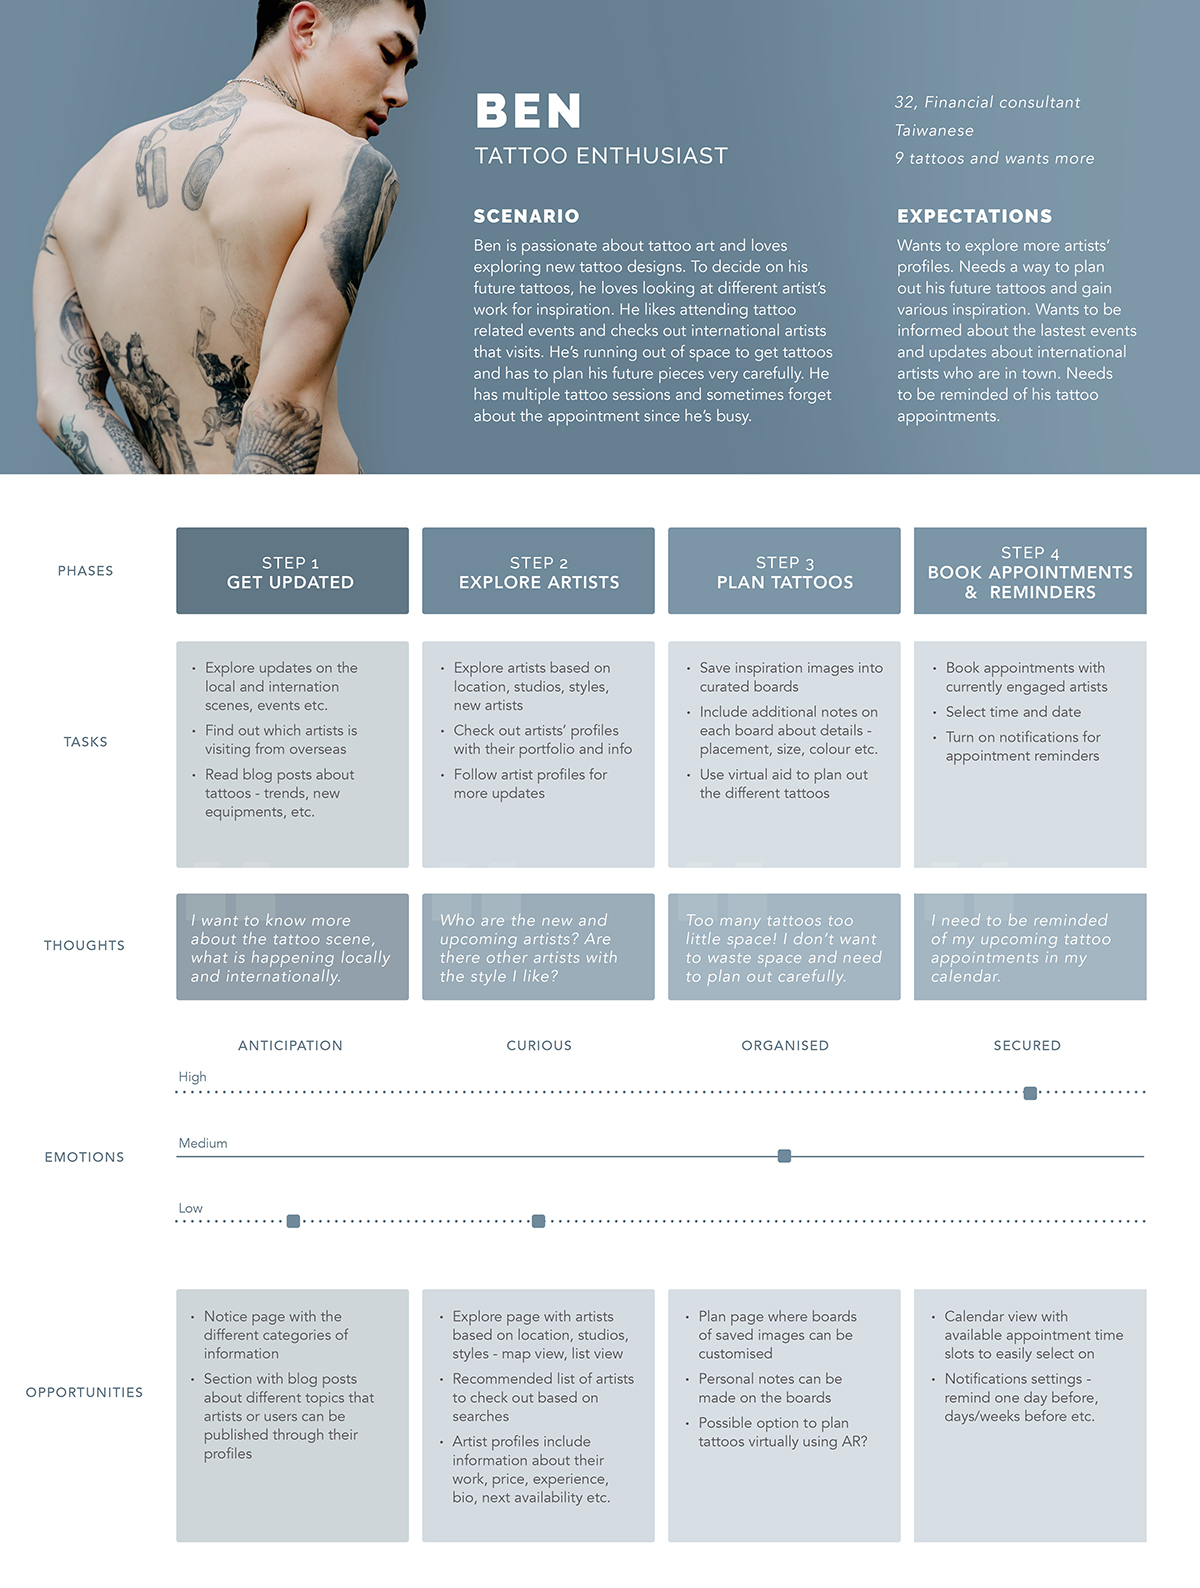 BEN
TATTOO ENTHUSIAST
32, Financial consultant
Taiwanese
9 tattoos and wants more
SCENARIO
Ben is passionate about tattoo art and loves
exploring new tattoo designs. To decide on his
future tattoos, he loves looking at different artist's
work for inspiration. He likes attending tattoo
related events and checks out international artists
that visits. He's running out of space to get tattoos
and has to plan his future pieces very carefully. He
has multiple tattoo sessions and sometimes forget
about the appointment since he's busy.
EXPECTATIONS
Wants to explore more artists'
profiles. Needs a way to plan
out his future tattoos and gain
various inspiration. Wants to be
informed about the lastest events
and updates about international
artists who are in town. Needs
to be reminded of his tattoo
appointments.
PHASES
STEP 1
GET UPDATED
STEP 2
EXPLORE ARTISTS
STEP 3
PLAN TATTOOS
STEP 4
BOOK APPOINTMENTS
& REMINDERS
TASKS
• Explore updates on the
local and internation
scenes, events etc.
• Find out which artists is
visiting from overseas
• Read blog posts about
tattoos - trends, new
equipments, etc.
• Explore artists based on
location, studios, styles,
new artists
• Check out artists' profiles
with their portfolio and info
• Follow artist profiles for
more updates
• Save inspiration images into
curated boards
• Include additional notes on
each board about details -
placement, size, colour etc.
• Use virtual aid to plan out
the different tattoos
• Book appointments with
currently engaged artists
• Select time and date
• Turn on notifications for
appointment reminders
THOUGHTS
I want to know more
about the tattoo scene,
what is happening locally
and internationally.
Who are the new and
upcoming artists? Are
there other artists with
the style I like?
Too many tattoos too
little space! I don't want
to waste space and need
to plan out carefully.
I need to be reminded
of my upcoming tattoo
appointments in my
calendar.
ANTICIPATION
CURIOUS
ORGANISED
SECURED
EMOTIONS
High
Medium
Low
OPPORTUNITIES
• Notice page with the
different categories of
information
• Section with blog posts
about different topics that
artists or users can be
published through their
profiles
• Explore page with artists
based on location, studios,
styles - map view, list view
• Recommended list of artists
to check out based on
searches
• Artist profiles include
information about their
work, price, experience,
bio, next availability etc.
• Plan page where boards
of saved images can be
customised
• Personal notes can be
made on the boards
• Possible option to plan
tattoos virtually using AR?
• Calendar view with
available appointment time
slots to easily select on
• Notifications settings -
remind one day before,
days/weeks before etc.